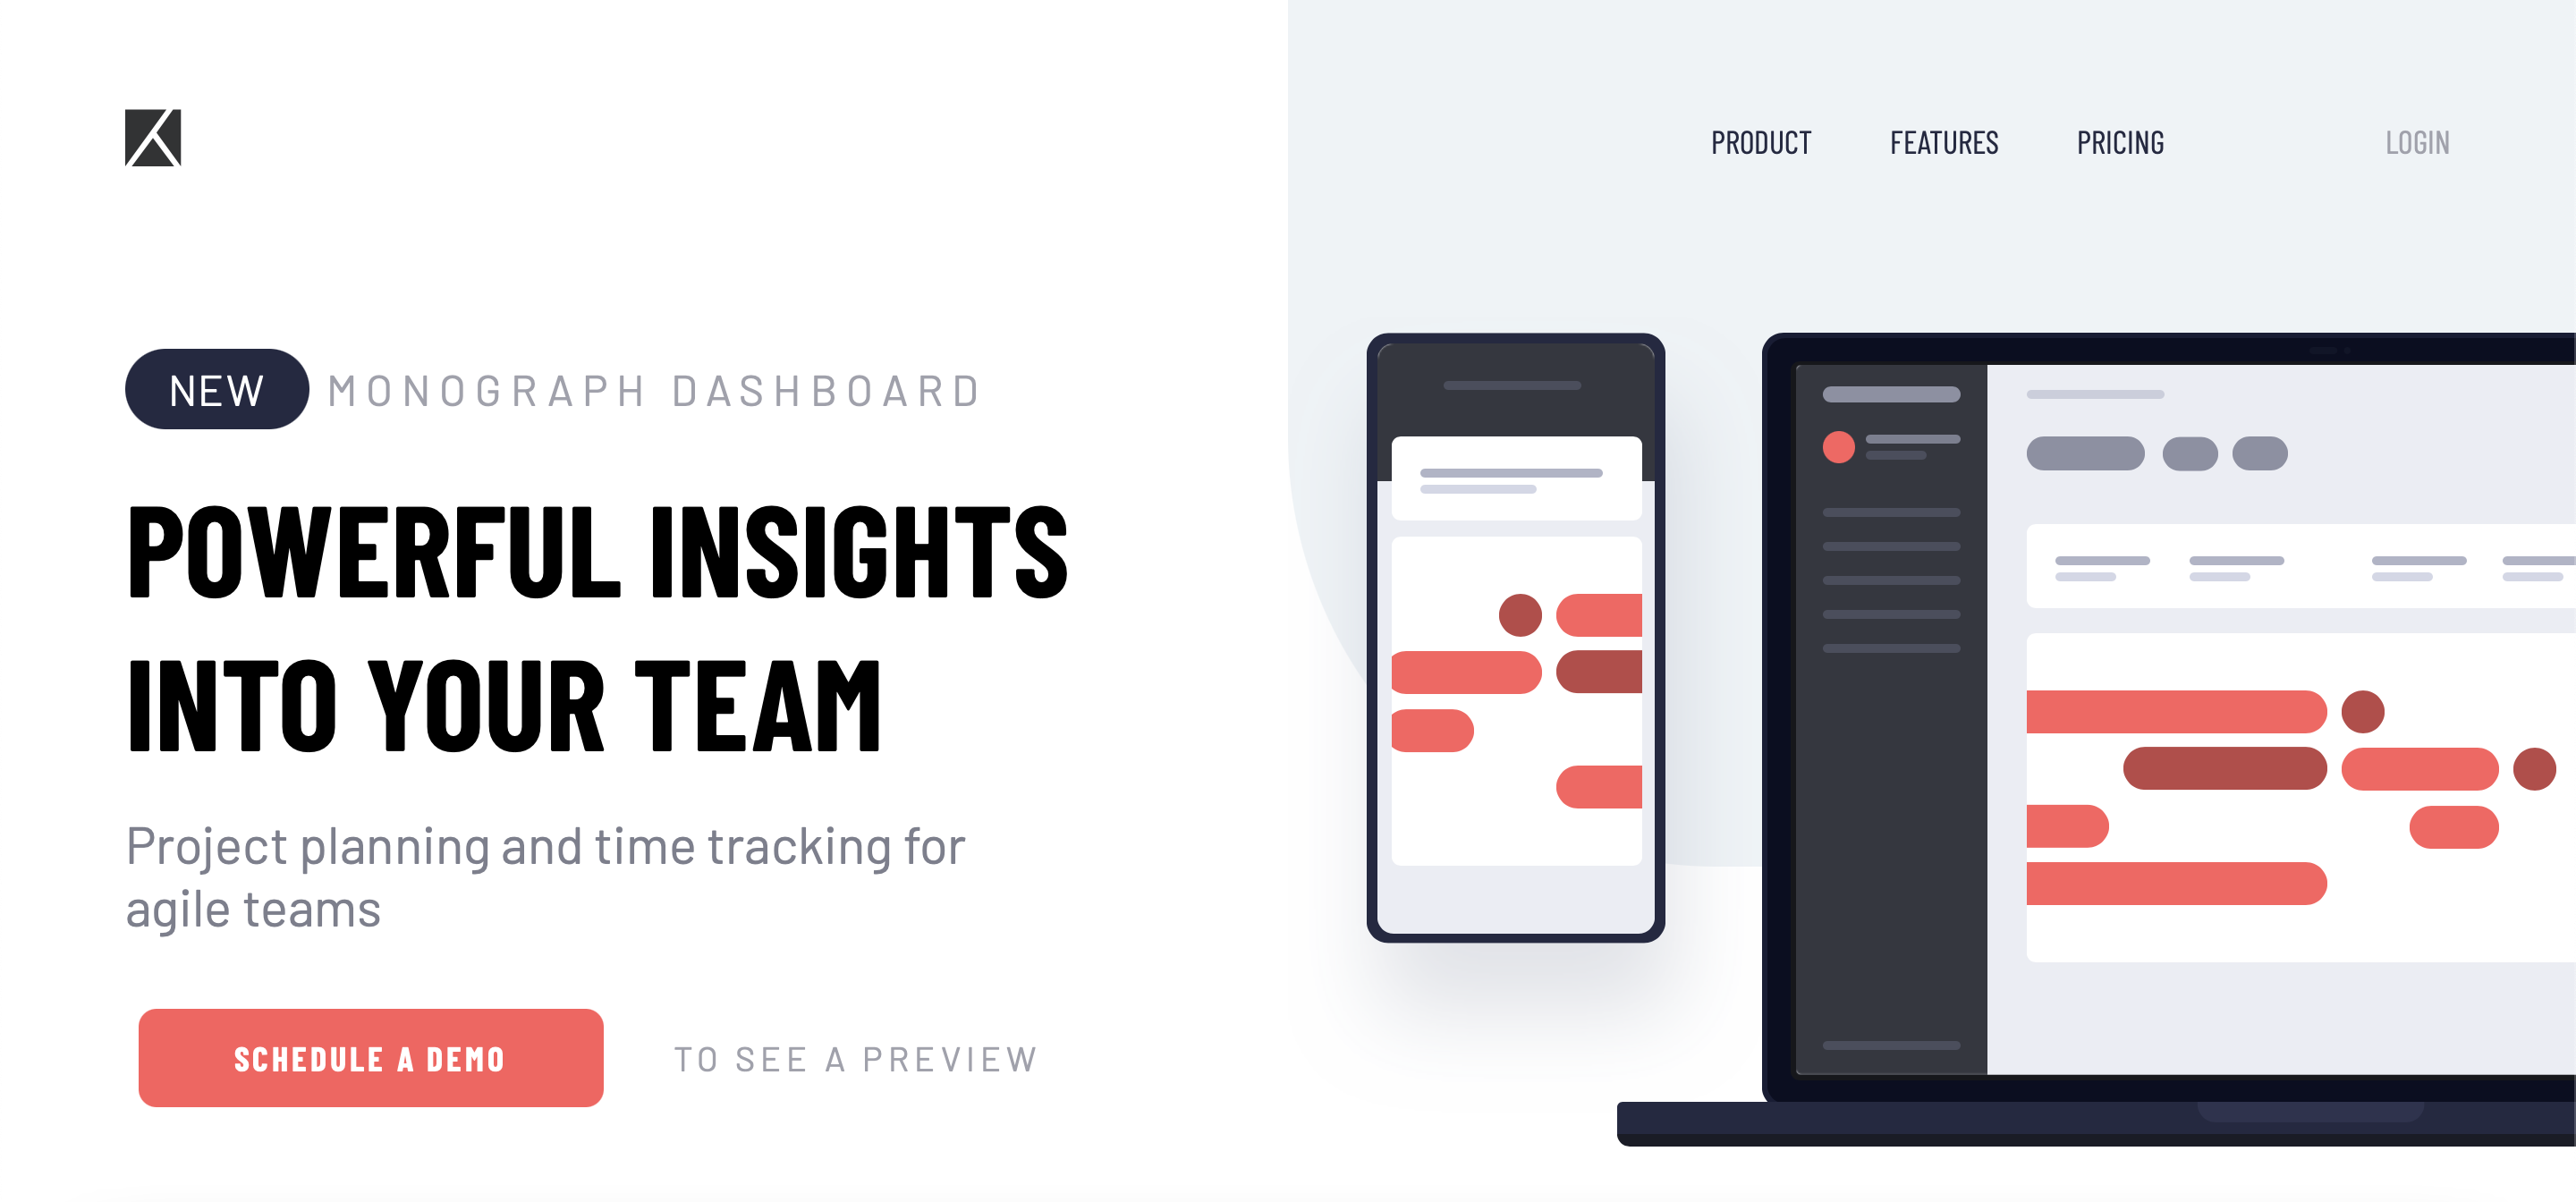 PRODUCT FEATURES PRICING LOGIN
NEW MONOGRAPH DASHBOARD
POWERFUL INSIGHTS
INTO YOUR TEAM
Project planning and time tracking for
agile teams
SCHEDULE A DEMO TO SEE A PREVIEW